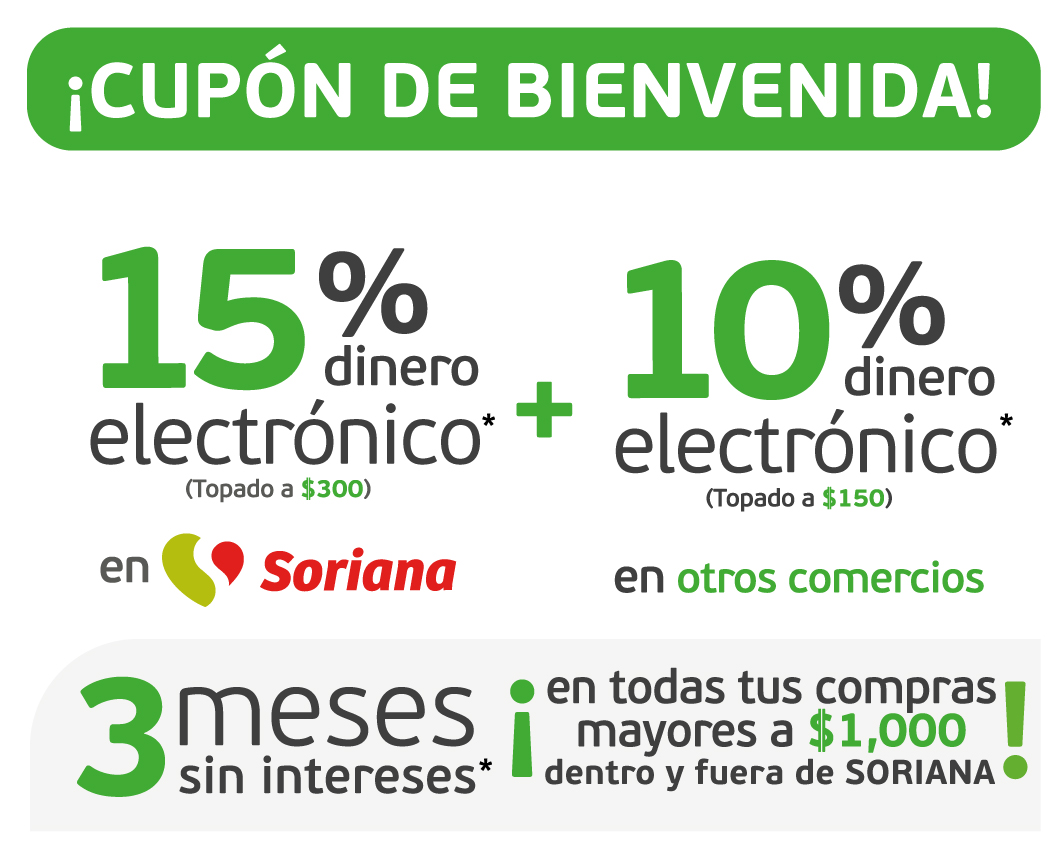 ¡CUPÓN DE BIENVENIDA!
15% dinero
electrónico*
(Topado a $300)
en Soriana
+
10% dinero
electrónico*
(Topado a $150)
en otros comercios
3 meses
sin intereses*
¡en todas tus compras
mayores a $1,000
dentro y fuera de SORIANA!